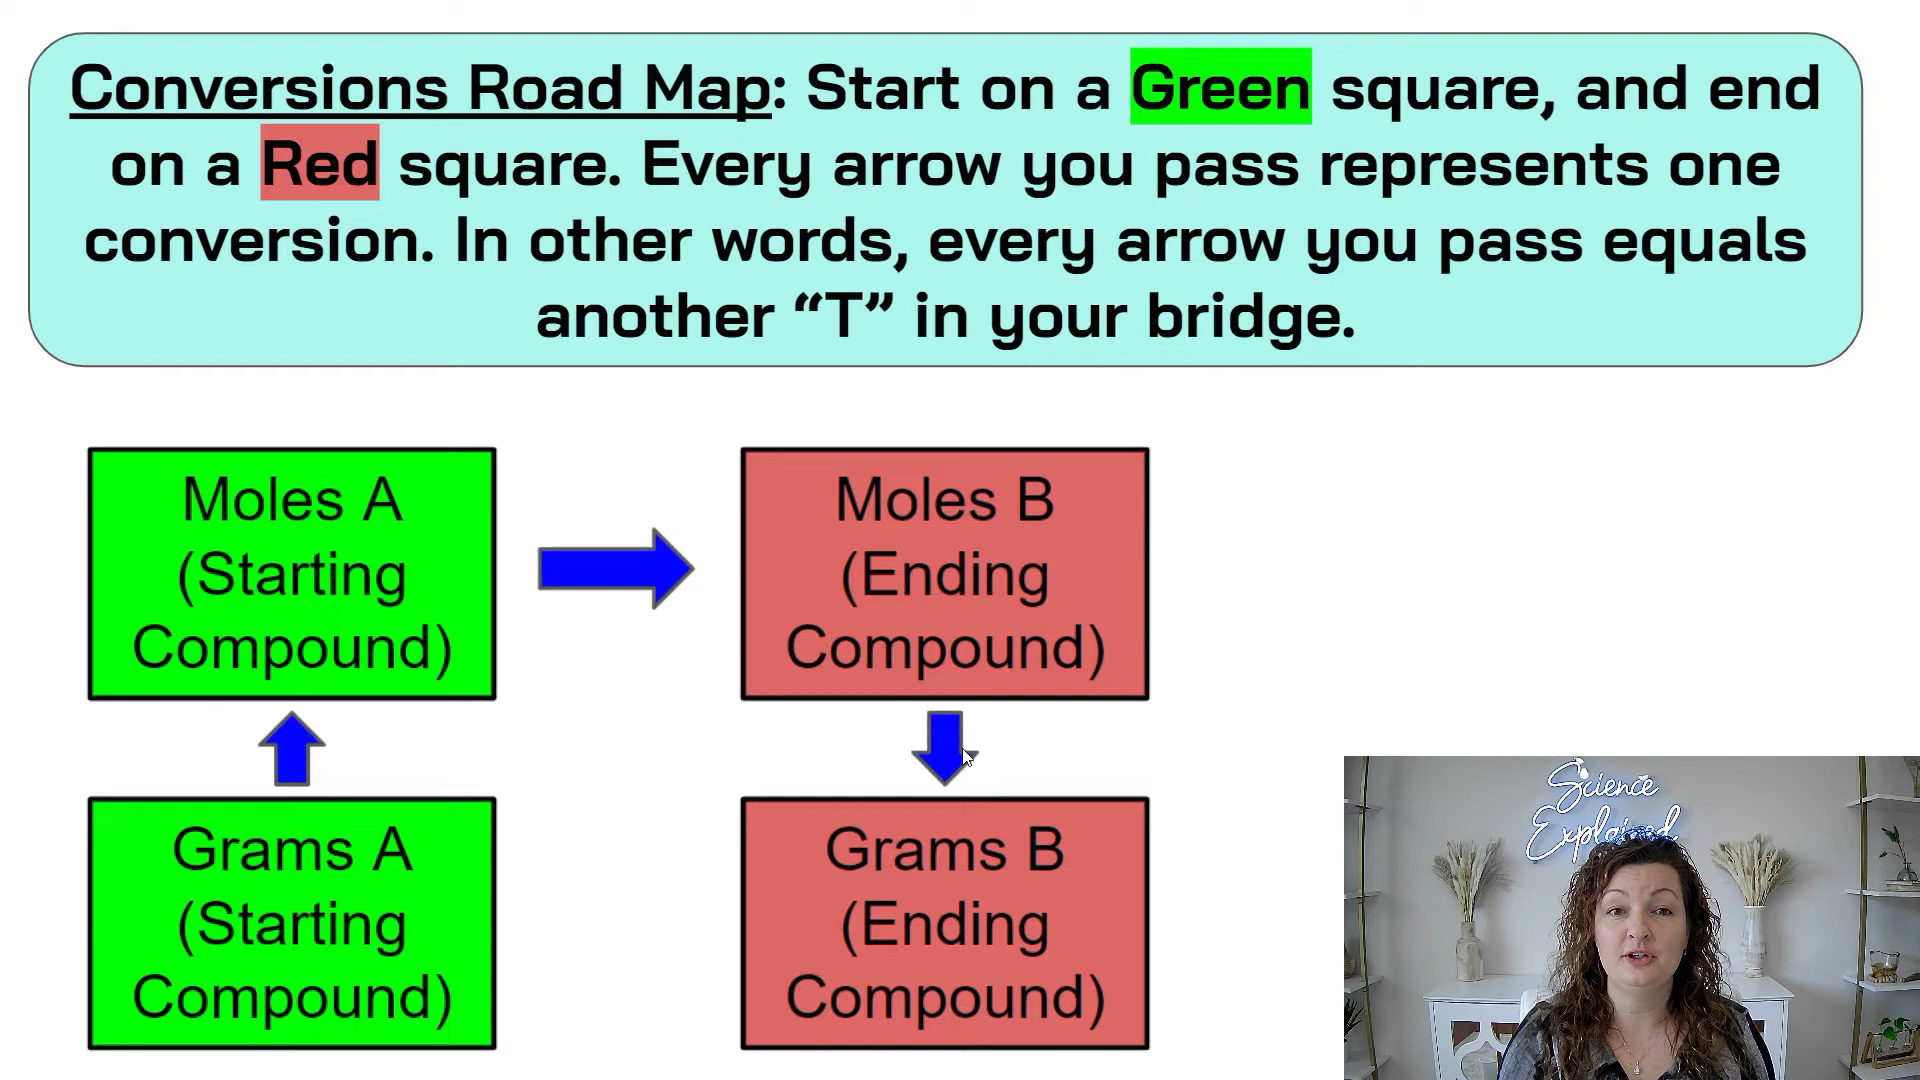 Conversions Road Map: Start on a Green square, and end
on a Red square. Every arrow you pass represents one
conversion. In other words, every arrow you pass equals
another “T” in your bridge.
Moles A
(Starting
Compound)
Moles B
(Ending
Compound)
Grams A
(Starting
Compound)
Grams B
(Ending
Compound)
Science
Explained